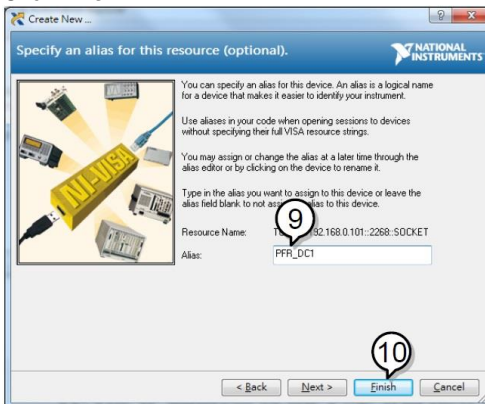 Create New ...
Specify an alias for this resource (optional).
NATIONAL
INSTRUMENTS
You can specify an alias for this device. An alias is a logical name
for a device that makes it easier to identify your instrument.
Use aliases in your code when opening sessions to devices
without specifying their full VISA resource strings.
You may assign or change the alias at a later time through the
alias editor or by clicking on the device to rename it.
Type in the alias you want to assign to this device or leave the
alias field blank to not alias to this device.
9
Resource Name: 92.168.0.101::2268::SOCKET
Alias: PFR_DC1
NI-VISA
10
< Back Next > Finish Cancel